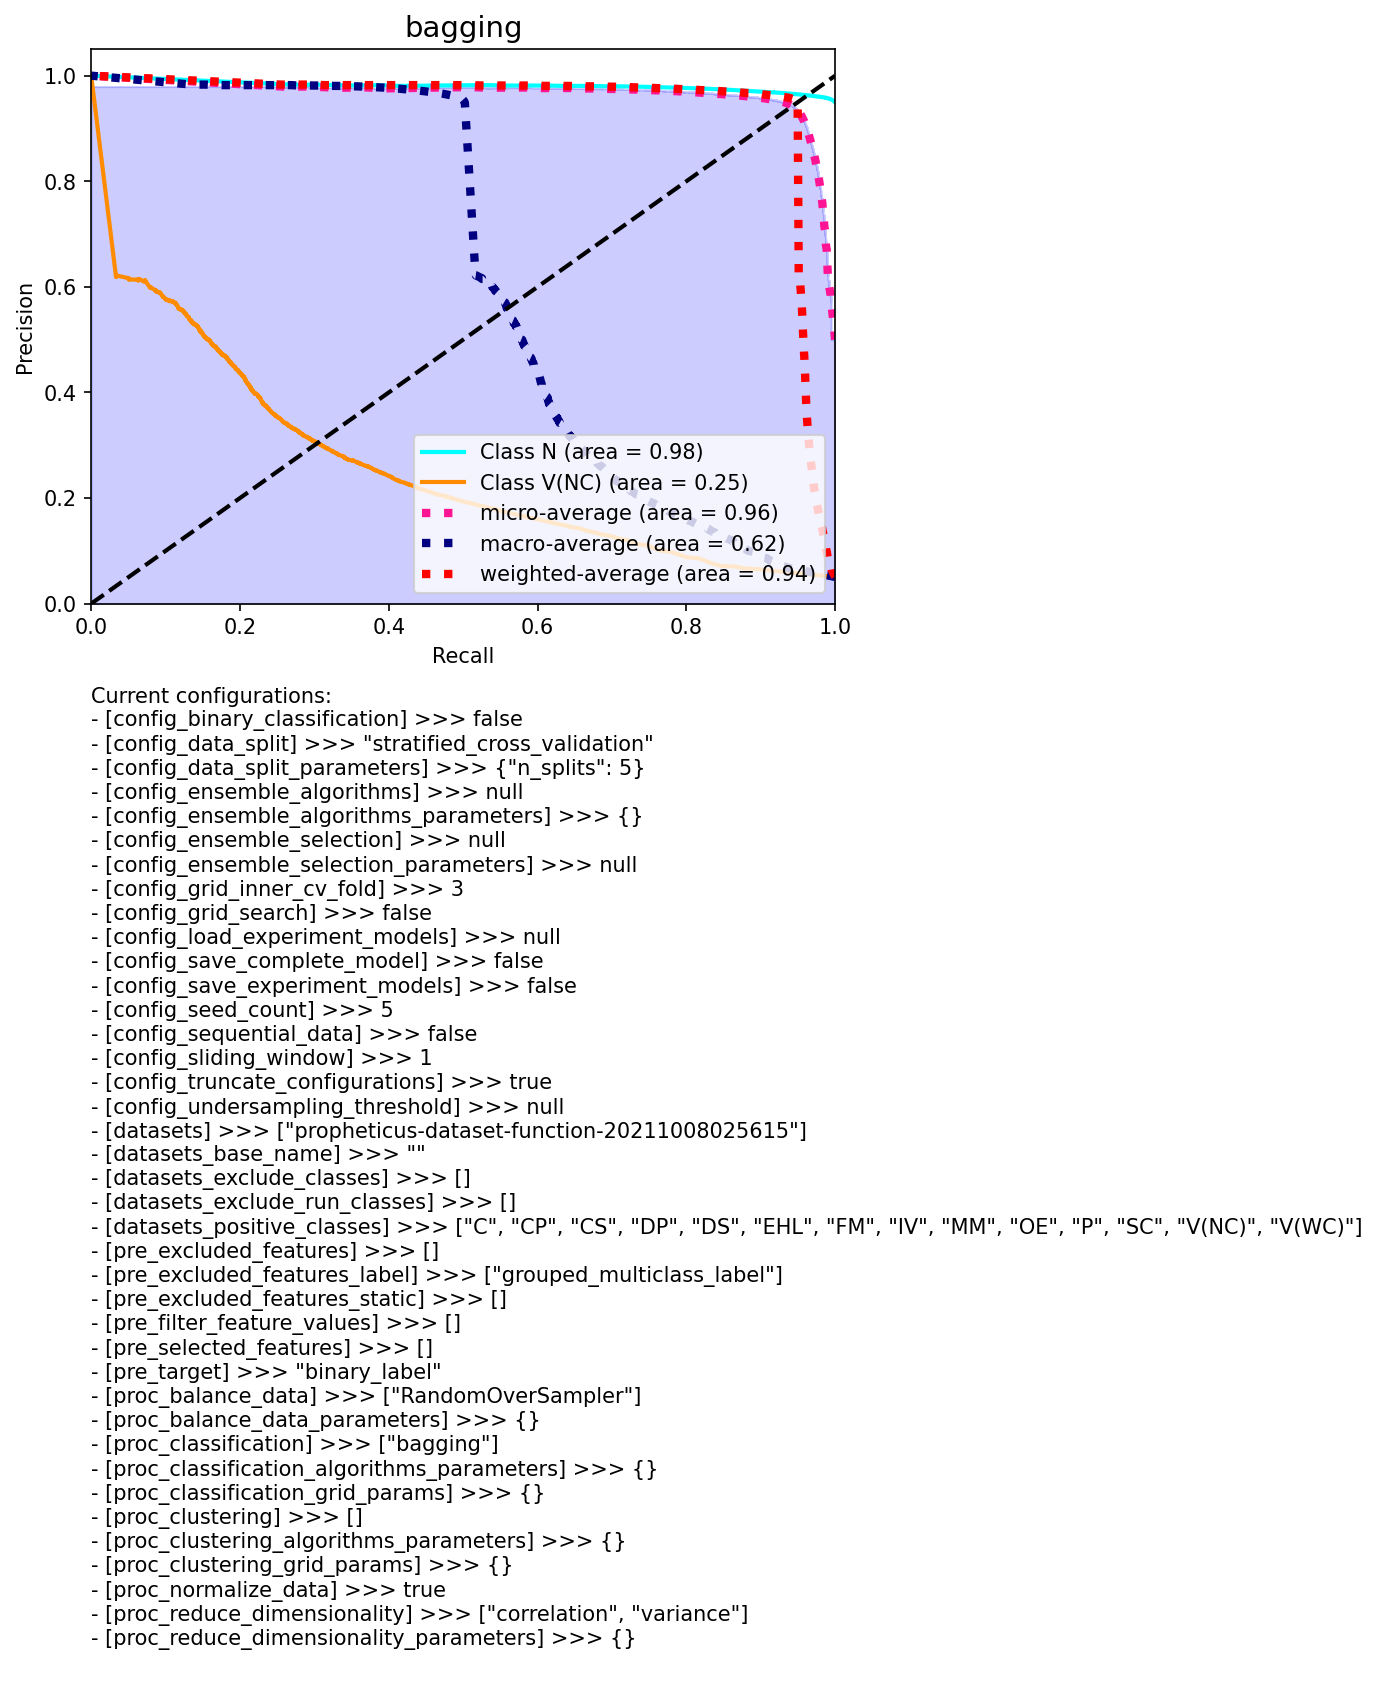 bagging
1.0
0.8
0.6
0.4
0.2
0.0
Precision
Class N (area = 0.98)
Class V(NC) (area = 0.25)
micro-average (area = 0.96)
macro-average (area = 0.62)
weighted-average (area = 0.94)
0.0 0.2 0.4 0.6 0.8 1.0
Recall
Current configurations:
- [config_binary_classification] >>> false
- [config_data_split] >>> "stratified_cross_validation"
- [config_data_split_parameters] >>> {"n_splits": 5}
- [config_ensemble_algorithms] >>> null
- [config_ensemble_algorithms_parameters] >>> {}
- [config_ensemble_selection] >>> null
- [config_ensemble_selection_parameters] >>> null
- [config_grid_inner_cv_fold] >>> 3
- [config_grid_search] >>> false
- [config_load_experiment_models] >>> null
- [config_save_complete_model] >>> false
- [config_save_experiment_models] >>> false
- [config_seed_count] >>> 5
- [config_sequential_data] >>> false
- [config_sliding_window] >>> 1
- [config_truncate_configurations] >>> true
- [config_undersampling_threshold] >>> null
- [datasets] >>> ["propheticus-dataset-function-20211008025615"]
- [datasets_base_name] >>> ""
- [datasets_exclude_classes] >>> []
- [datasets_exclude_run_classes] >>> []
- [datasets_positive_classes] >>> ["C", "CP", "CS", "DP", "DS", "EHL", "FM", "IV", "MM", "OE", "P", "SC", "V(NC)", "V(WC)"]
- [pre_excluded_features] >>> []
- [pre_excluded_features_label] >>> ["grouped_multiclass_label"]
- [pre_excluded_features_static] >>> []
- [pre_filter_feature_values] >>> []
- [pre_selected_features] >>> []
- [pre_target] >>> "binary_label"
- [proc_balance_data] >>> ["RandomOverSampler"]
- [proc_balance_data_parameters] >>> {}
- [proc_classification] >>> ["bagging"]
- [proc_classification_algorithms_parameters] >>> {}
- [proc_classification_grid_params] >>> {}
- [proc_clustering] >>> []
- [proc_clustering_algorithms_parameters] >>> {}
- [proc_clustering_grid_params] >>> {}
- [proc_normalize_data] >>> true
- [proc_reduce_dimensionality] >>> ["correlation", "variance"]
- [proc_reduce_dimensionality_parameters] >>> {}